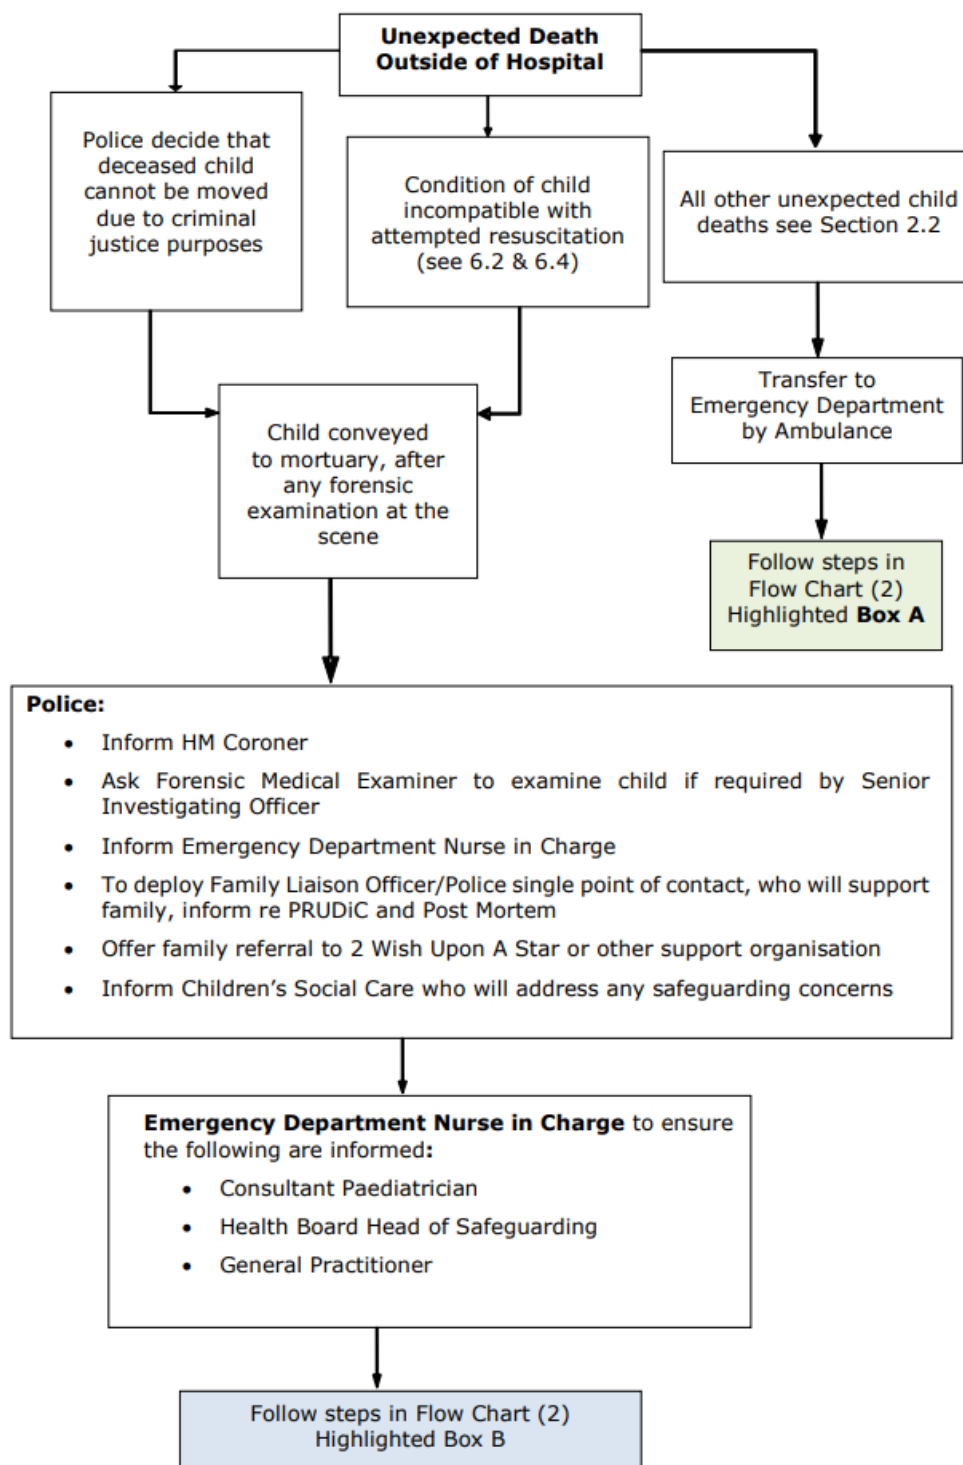 Unexpected Death
Outside of Hospital
Police decide that
deceased child
cannot be moved
due to criminal
justice purposes
Condition of child
incompatible with
attempted resuscitation
(see 6.2 & 6.4)
All other unexpected child
deaths see Section 2.2
Transfer to
Emergency Department
by Ambulance
Child conveyed
to mortuary, after
any forensic
examination at the
scene
Follow steps in
Flow Chart (2)
Highlighted Box A
Police:
• Inform HM Coroner
• Ask Forensic Medical Examiner to examine child if required by Senior
Investigating Officer
• Inform Emergency Department Nurse in Charge
• To deploy Family Liaison Officer/Police single point of contact, who will support
family, inform re PRUDiC and Post Mortem
• Offer family referral to 2 Wish Upon A Star or other support organisation
• Inform Children's Social Care who will address any safeguarding concerns
Emergency Department Nurse in Charge to ensure
the following are informed:
• Consultant Paediatrician
• Health Board Head of Safeguarding
• General Practitioner
Follow steps in Flow Chart (2)
Highlighted Box B